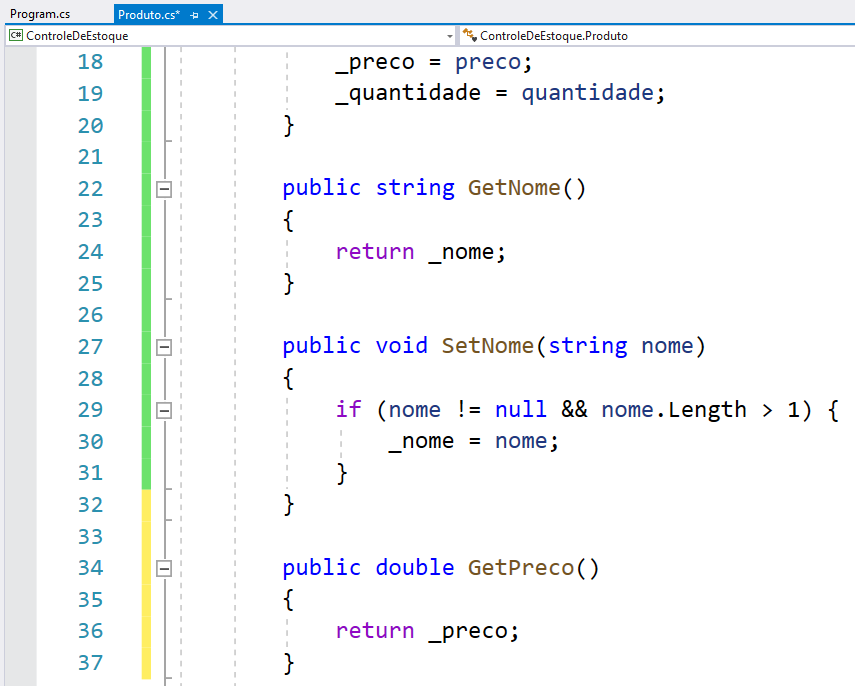 Program.cs Produto.cs*
C# ControleDeEstoque ControleDeEstoque.Produto
18 _preco = preco;
19 _quantidade = quantidade;
20 }
21
22 public string GetNome()
23 {
24 return _nome;
25 }
26
27 public void SetNome(string nome)
28 {
29 if (nome != null && nome.Length > 1) {
30 _nome = nome;
31 }
32 }
33
34 public double GetPreco()
35 {
36 return _preco;
37 }